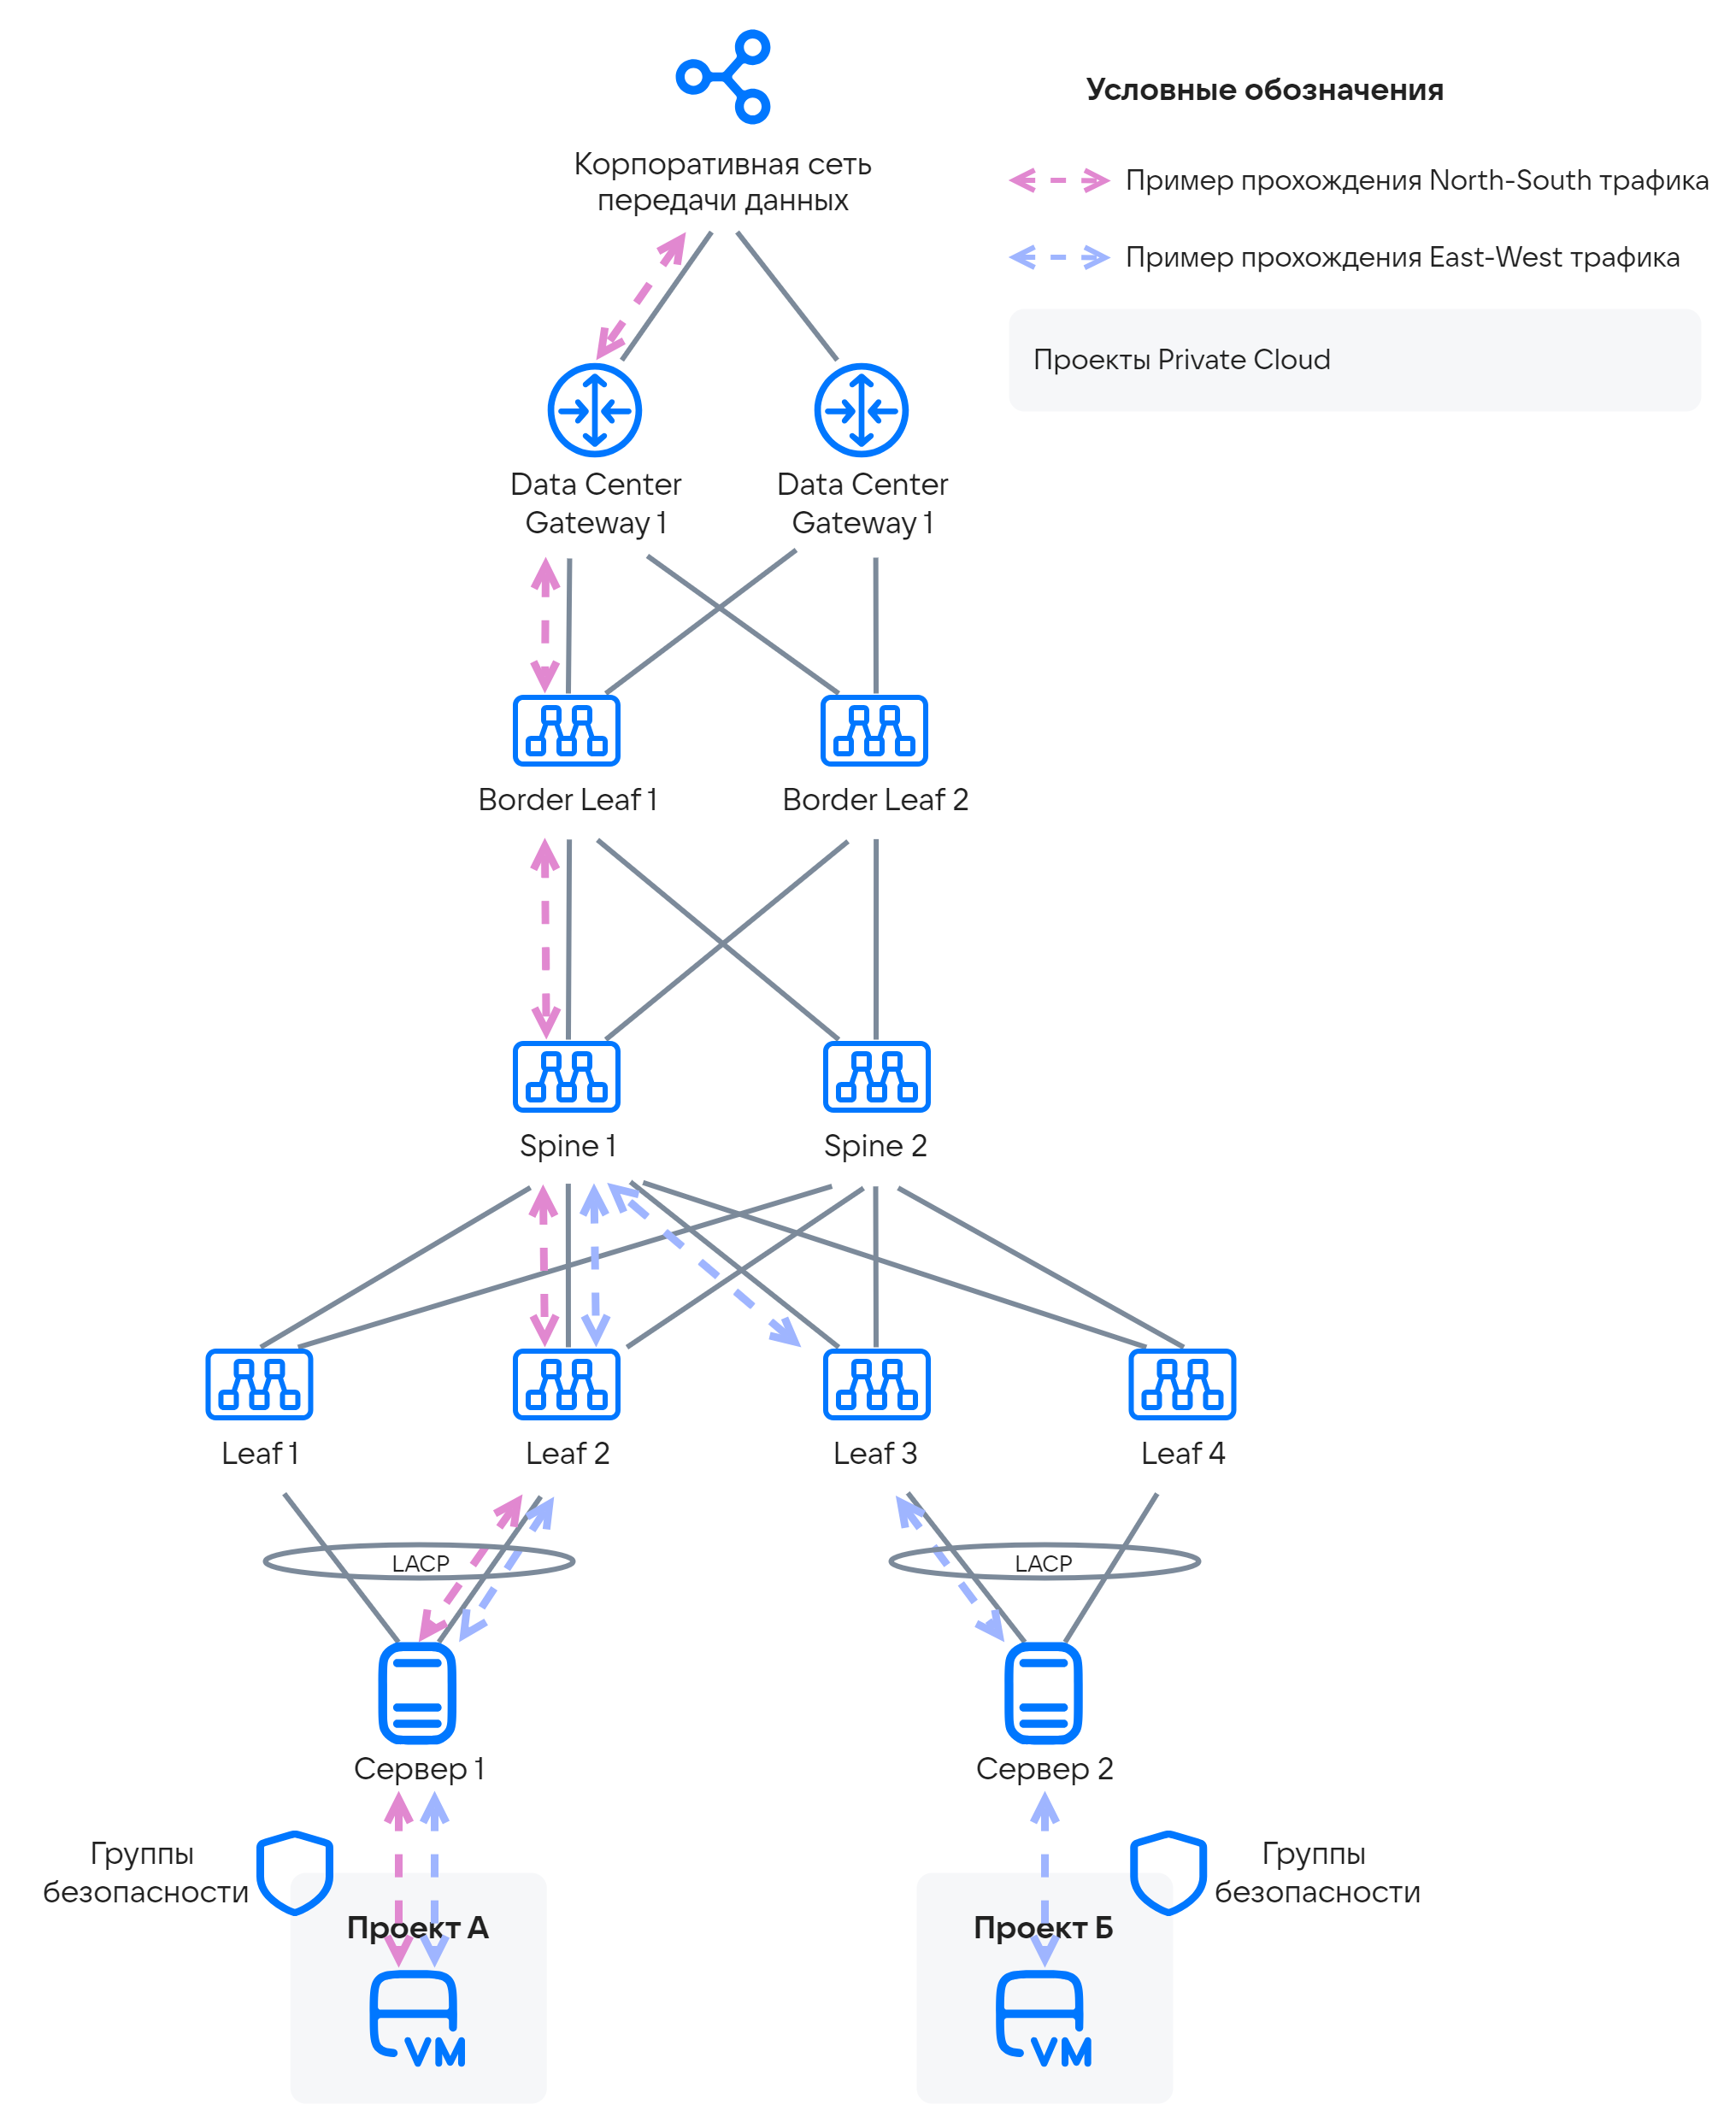 Условные обозначения
Корпоративная сеть
передачи данных
Пример прохождения North-South трафика
Пример прохождения East-West трафика
Проекты Private Cloud
Data Center
Gateway 1
Data Center
Gateway 1
Border Leaf 1
Border Leaf 2
Spine 1
Spine 2
Leaf 1
Leaf 2
Leaf 3
Leaf 4
LACP
LACP
Сервер 1
Сервер 2
Группы
безопасности
Группы
безопасности
Проект А
Проект Б
VM
VM